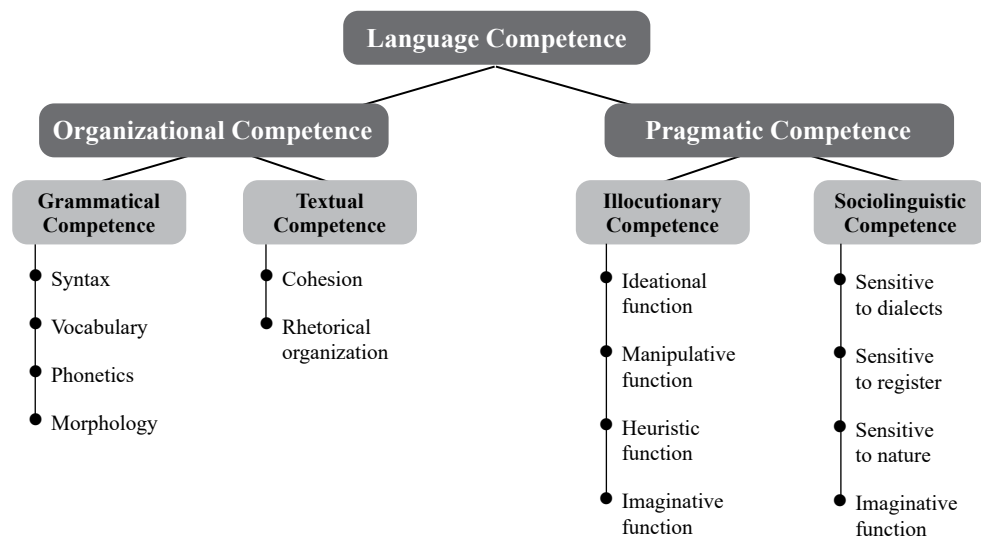 Language Competence
Organizational Competence
Pragmatic Competence
Grammatical
Competence
Textual
Competence
Illocutionary
Competence
Sociolinguistic
Competence
Syntax
Vocabulary
Phonetics
Morphology
Cohesion
Rhetorical
organization
Ideational
function
Manipulative
function
Heuristic
function
Imaginative
function
Sensitive
to dialects
Sensitive
to register
Sensitive
to nature
Imaginative
function